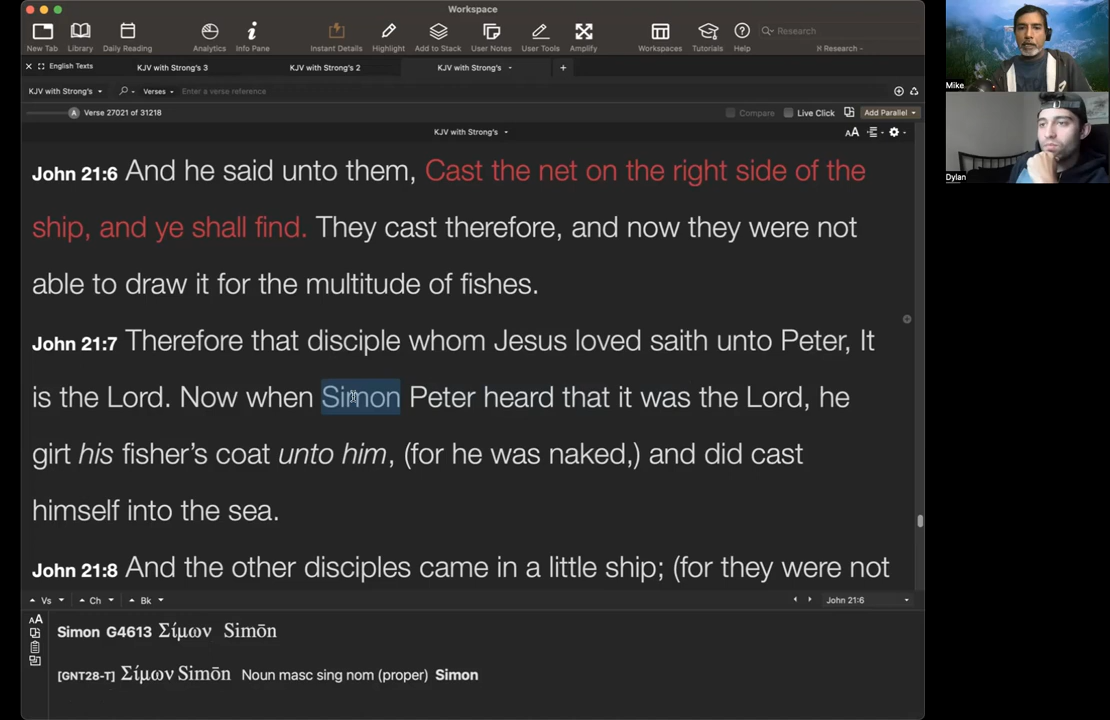 Workspace
New Tab Library Daily Reading Analytics Info Pane Instant Details Highlight Add to Stack User Notes User Tools Amplify Workspaces Tutorials Help Research
Research
English Texts KJV with Strong's 3 KJV with Strong's 2 KJV with Strong's
KJV with Strong's Verses Enter a verse reference
A Verse 27021 of 31218 Compare Live Click Add Parallel
KJV with Strong's
John 21:6 And he said unto them, Cast the net on the right side of the
ship, and ye shall find. They cast therefore, and now they were not
able to draw it for the multitude of fishes.
John 21:7 Therefore that disciple whom Jesus loved saith unto Peter, It
is the Lord. Now when Simon Peter heard that it was the Lord, he
girt his fisher's coat unto him, (for he was naked,) and did cast
himself into the sea.
John 21:8 And the other disciples came in a little ship; (for they were not
Vs Ch Bk John 21:6
Simon G4613 Σίμων Simōn
[GNT28-T] Σίμων Simōn Noun masc sing nom (proper) Simon
Mike
Dylan